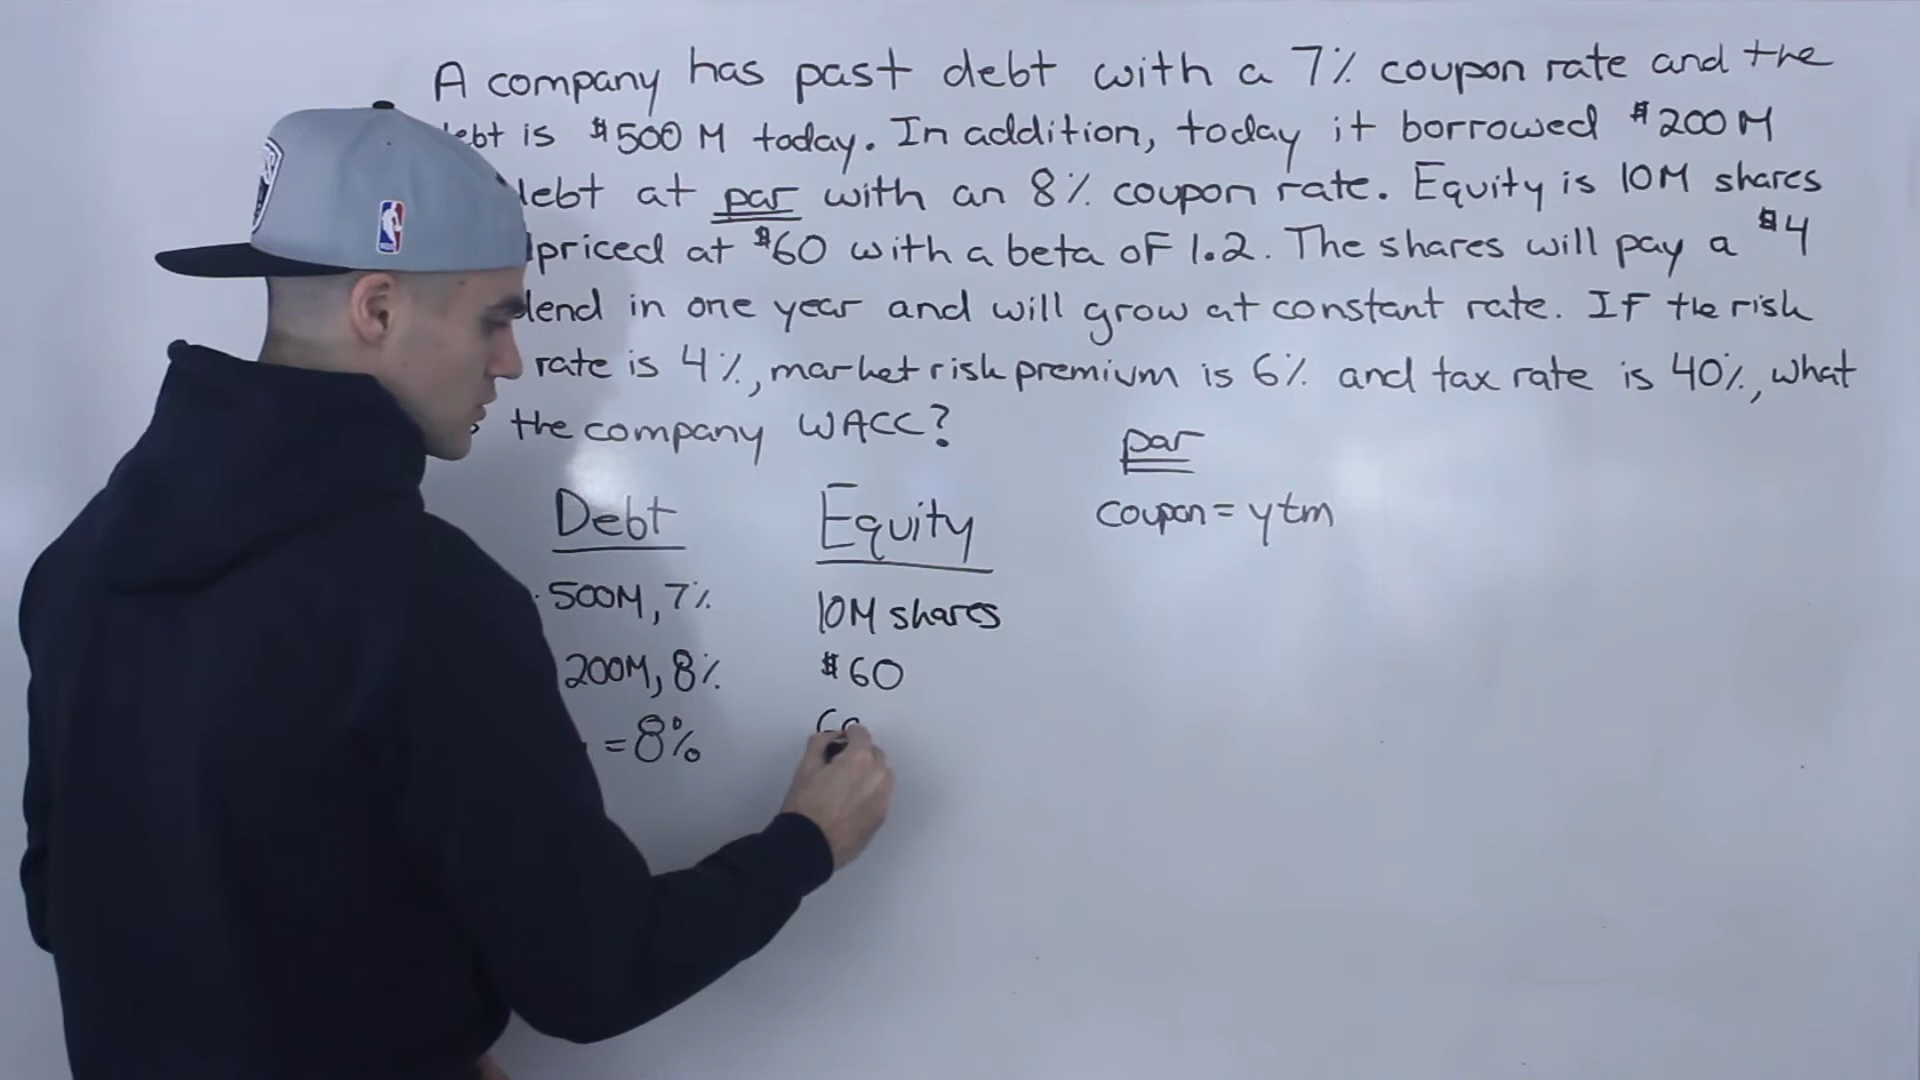 A company has past debt with a 7% coupon rate and the
debt is $500M today. In addition, today it borrowed $200M
debt at par with an 8% coupon rate. Equity is 10M shares
priced at $60 with a beta of 1.2. The shares will pay a $4
dend in one year and will grow at constant rate. If the risk
rate is 4%, market risk premium is 6% and tax rate is 40%, what
the company WACC?
par
coupon = ytm
Debt
500M, 7%
200M, 8%
= 8%
Equity
10M shares
$60